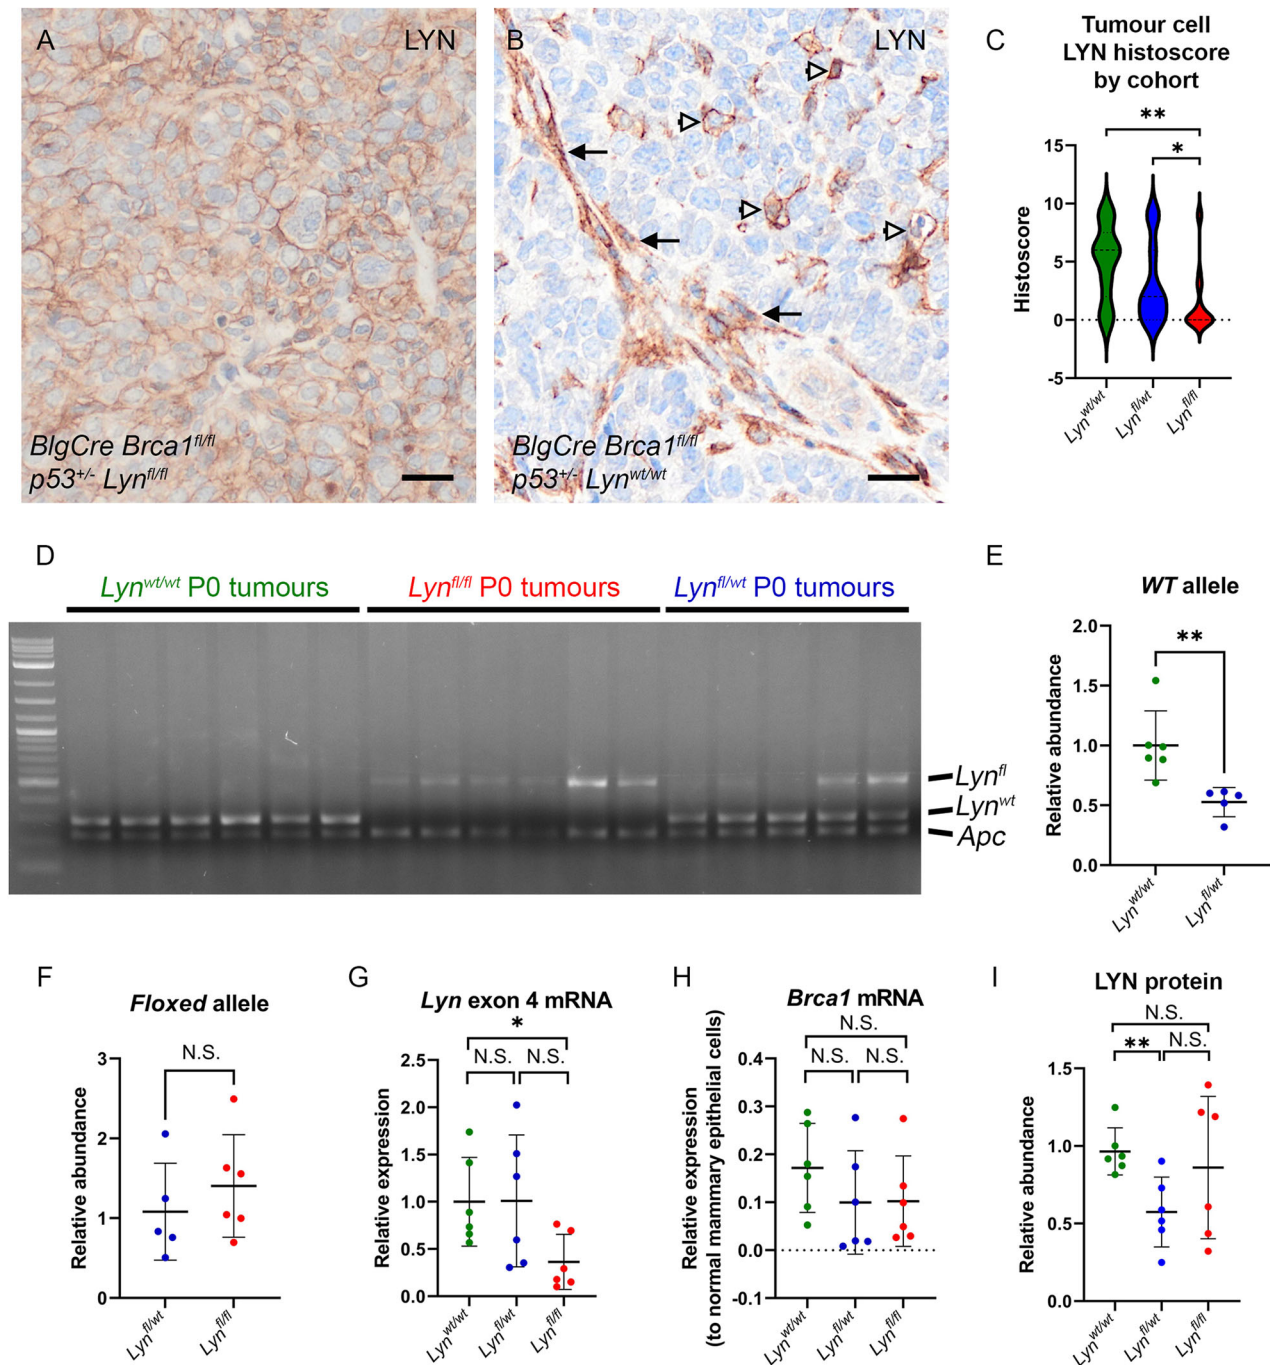 A
LYN
BlgCre Brca1fl/fl
p53+/- Lynfl/fl
B
LYN
BlgCre Brca1fl/fl
p53+/- Lynwt/wt
C
Tumour cell
LYN histoscore
by cohort
**
*
15
10
5
0
-5
Histoscore
Lynwt/wt
Lynfl/wt
Lynfl/fl
D
Lynwt/wt P0 tumours
Lynfl/fl P0 tumours
Lynfl/wt P0 tumours
Lynfl
Lynwt
Apc
E
WT allele
**
2.0
1.5
1.0
0.5
0.0
Relative abundance
Lynwt/wt
Lynfl/wt
F
Floxed allele
N.S.
3
2
1
0
Relative abundance
Lynfl/wt
Lynfl/fl
G
Lyn exon 4 mRNA
*
N.S.
N.S.
2.5
2.0
1.5
1.0
0.5
0.0
Relative expression
Lynwt/wt
Lynfl/wt
Lynfl/fl
H
Brca1 mRNA
N.S.
N.S.
N.S.
0.4
0.3
0.2
0.1
0.0
-0.1
Relative expression
(to normal mammary epithelial cells)
Lynwt/wt
Lynfl/wt
Lynfl/fl
I
LYN protein
N.S.
**
N.S.
1.5
1.0
0.5
0.0
Relative abundance
Lynwt/wt
Lynfl/wt
Lynfl/fl